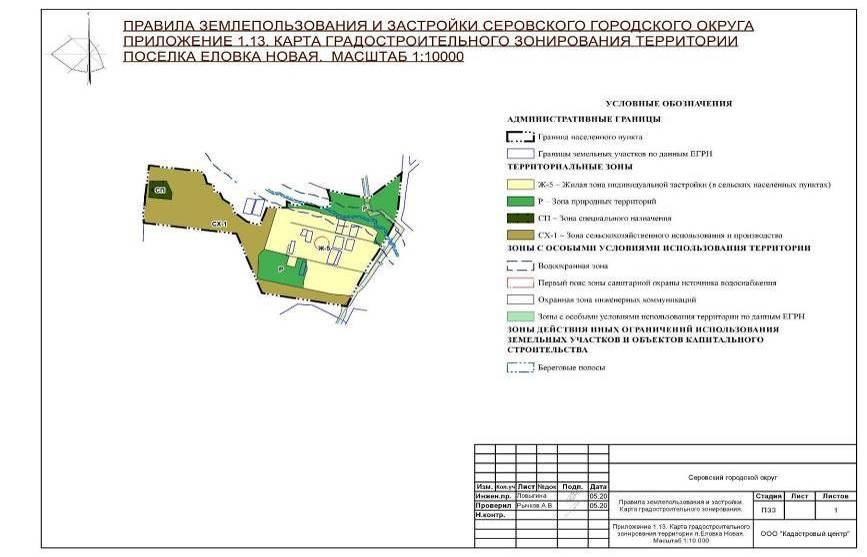 ПРАВИЛА ЗЕМЛЕПОЛЬЗОВАНИЯ И ЗАСТРОЙКИ СЕРОВСКОГО ГОРОДСКОГО ОКРУГА
ПРИЛОЖЕНИЕ 1.13. КАРТА ГРАДОСТРОИТЕЛЬНОГО ЗОНИРОВАНИЯ ТЕРРИТОРИИ
ПОСЕЛКА ЕЛОВКА НОВАЯ. МАСШТАБ 1:10000
УСЛОВНЫЕ ОБОЗНАЧЕНИЯ
АДМИНИСТРАТИВНЫЕ ГРАНИЦЫ
Граница населенного пункта
Границы земельных участков по данным ЕГРН
ТЕРРИТОРИАЛЬНЫЕ ЗОНЫ
Ж-5 – Жилая зона индивидуальной застройки (в сельских населенных пунктах)
Р – Зона природных территорий
СП – Зона специального назначения
СХ-1 – Зона сельскохозяйственного использования и производства
ЗОНЫ С ОСОБЫМИ УСЛОВИЯМИ ИСПОЛЬЗОВАНИЯ ТЕРРИТОРИИ
Водоохранная зона
Первый пояс зоны санитарной охраны источника водоснабжения
Охранная зона инженерных коммуникаций
Зоны с особыми условиями использования территории по данным ЕГРН
ЗОНЫ ДЕЙСТВИЯ ИНЫХ ОГРАНИЧЕНИЙ ИСПОЛЬЗОВАНИЯ
ЗЕМЕЛЬНЫХ УЧАСТКОВ И ОБЪЕКТОВ КАПИТАЛЬНОГО
СТРОИТЕЛЬСТВА
Береговые полосы
СП
СХ-1
Р
Ж-5
Р
Серовский городской округ
Изм. Кол.уч Лист №док Подп. Дата
Инжен.пр. Ловыгина 05.20
Проверил Рычков А.В 05.20
Н.контр.
Правила землепользования и застройки.
Карта градостроительного зонирования.
Стадия Лист Листов
ПЗЗ 1
Приложение 1.13. Карта градостроительного
зонирования территории п.Еловка Новая.
Масштаб 1:10 000
ООО "Кадастровый центр"